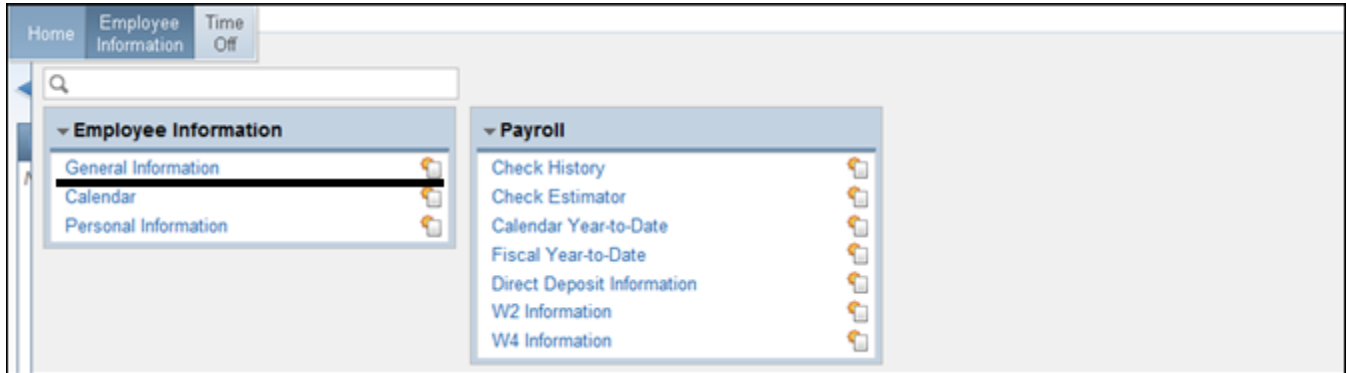 Home
Employee
Information
Time
Off
Employee Information
General Information
Calendar
Personal Information
Payroll
Check History
Check Estimator
Calendar Year-to-Date
Fiscal Year-to-Date
Direct Deposit Information
W2 Information
W4 Information